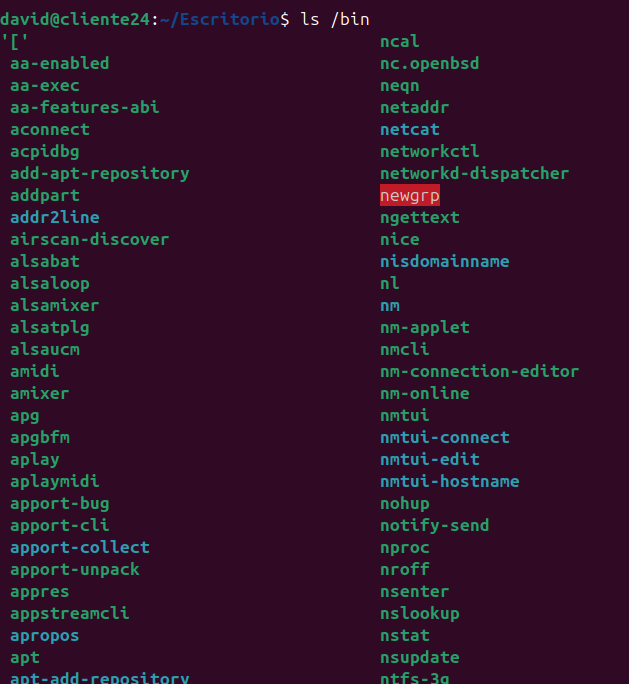 david@cliente24:~/Escritorio$ ls /bin
'[' ncal
aa-enabled nc.openbsd
aa-exec neqn
aa-features-abi netaddr
aconnect netcat
acpidbg networkctl
add-apt-repository networkd-dispatcher
addpart newgrp
addr2line ngettext
airscan-discover nice
alsabat nisdomainname
alsaloop nl
alsamixer nm
alsatplg nm-applet
alsaucm nmcli
amidi nm-connection-editor
amixer nm-online
apg nmtui
apgbfm nmtui-connect
aplay nmtui-edit
aplaymidi nmtui-hostname
apport-bug nohup
apport-cli notify-send
apport-collect nproc
apport-unpack nroff
appres nsenter
appstreamcli nslookup
apropos nstat
apt nsupdate
apt-add-repository ntfs-3g